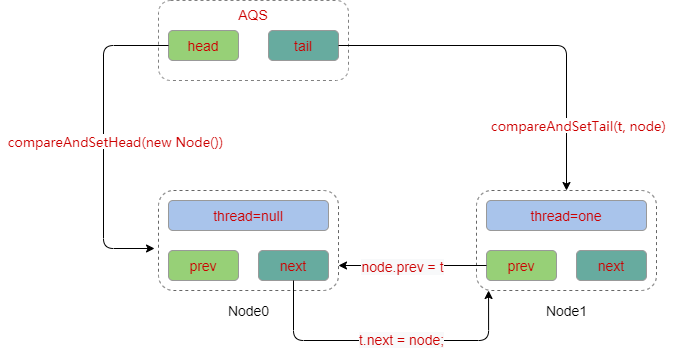 AQS
head
tail
compareAndSetTail(t, node)
compareAndSetHead(new Node())
thread=null
thread=one
prev
next
node.prev = t
prev
next
Node0
Node1
t.next = node;